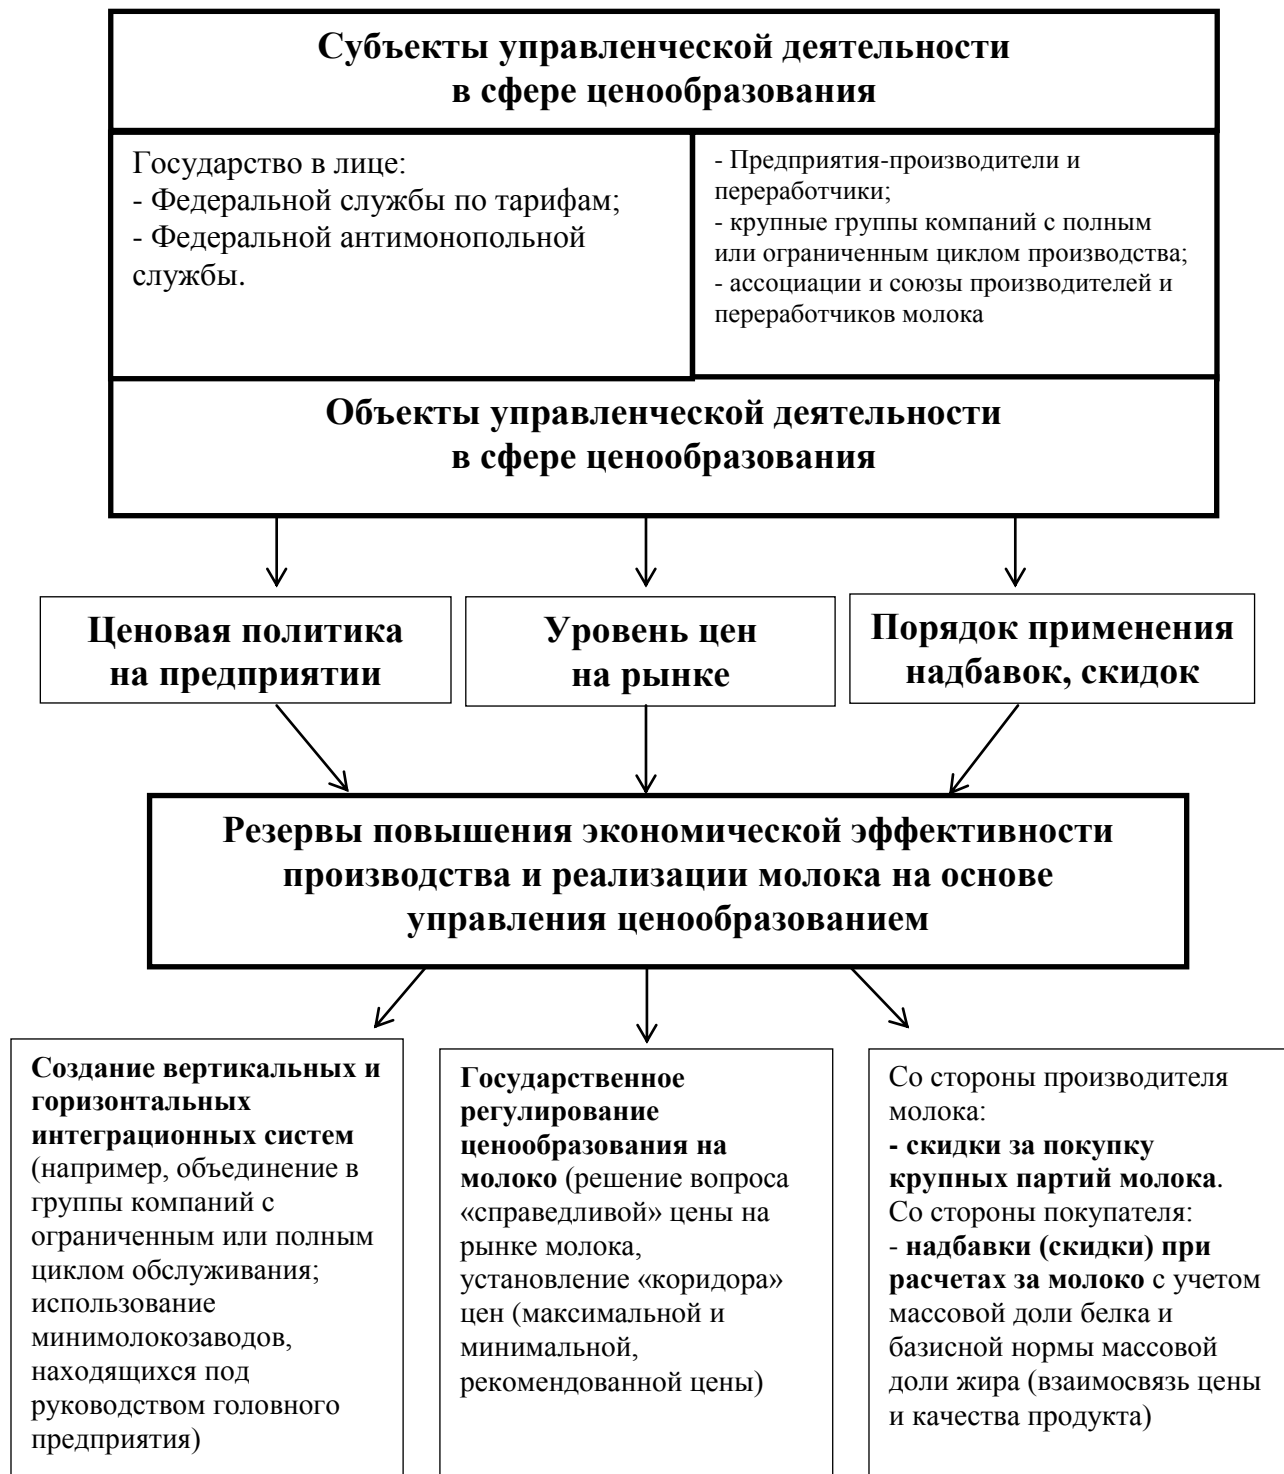 Субъекты управленческой деятельности
в сфере ценообразования
Государство в лице:
- Федеральной службы по тарифам;
- Федеральной антимонопольной
службы.
- Предприятия-производители и
переработчики;
- крупные группы компаний с полным
или ограниченным циклом производства;
- ассоциации и союзы производителей и
переработчиков молока
Объекты управленческой деятельности
в сфере ценообразования
Ценовая политика
на предприятии
Уровень цен
на рынке
Порядок применения
надбавок, скидок
Резервы повышения экономической эффективности
производства и реализации молока на основе
управления ценообразованием
Создание вертикальных и
горизонтальных
интеграционных систем
(например, объединение в
группы компаний с
ограниченным или полным
циклом обслуживания;
использование
минимолокозаводов,
находящихся под
руководством головного
предприятия)
Государственное
регулирование
ценообразования на
молоко (решение вопроса
«справедливой» цены на
рынке молока,
установление «коридора»
цен (максимальной и
минимальной,
рекомендованной цены)
Со стороны производителя
молока:
- скидки за покупку
крупных партий молока.
Со стороны покупателя:
- надбавки (скидки) при
расчетах за молоко с учетом
массовой доли белка и
базисной нормы массовой
доли жира (взаимосвязь цены
и качества продукта)